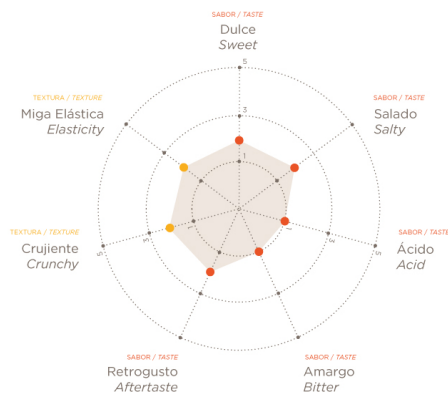 SABOR / TASTE
Dulce
Sweet
TEXTURA / TEXTURE
Miga Elástica
Elasticity
SABOR / TASTE
Salado
Salty
5
3
1
TEXTURA / TEXTURE
Crujiente
Crunchy
5
3
1
1
3
5
SABOR / TASTE
Ácido
Acid
SABOR / TASTE
Retrogusto
Aftertaste
SABOR / TASTE
Amargo
Bitter